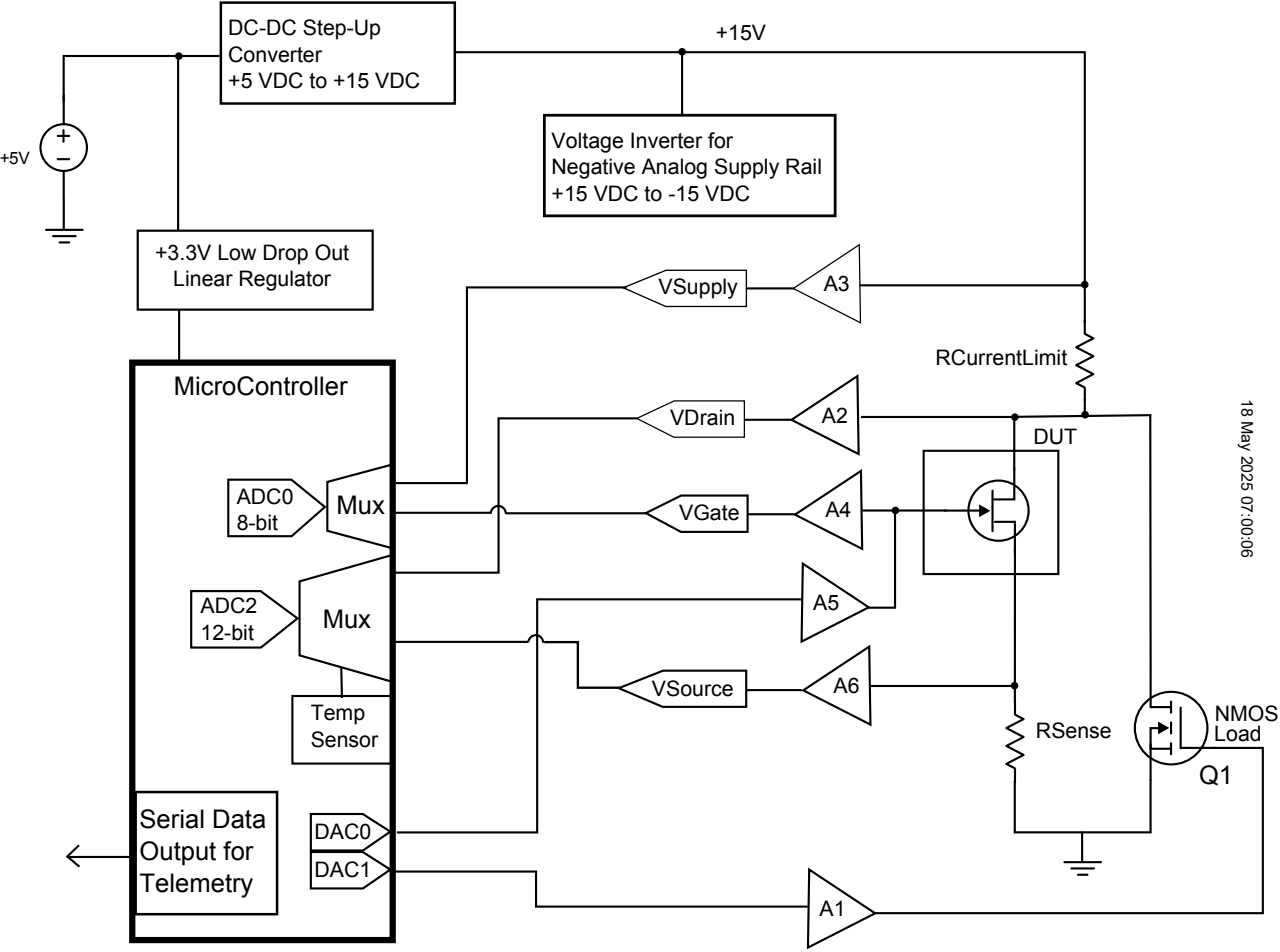 DC-DC Step-Up
Converter
+5 VDC to +15 VDC
+15V
Voltage Inverter for
Negative Analog Supply Rail
+15 VDC to -15 VDC
+
−
+5V
+3.3V Low Drop Out
Linear Regulator
VSupply
A3
RCurrentLimit
MicroController
VDrain
A2
DUT
18 May 2025 07:00:06
ADC0
8-bit
Mux
VGate
A4
ADC2
12-bit
Mux
A5
VSource
A6
Temp
Sensor
RSense
NMOS
Load
Q1
Serial Data
Output for
Telemetry
DAC0
DAC1
A1